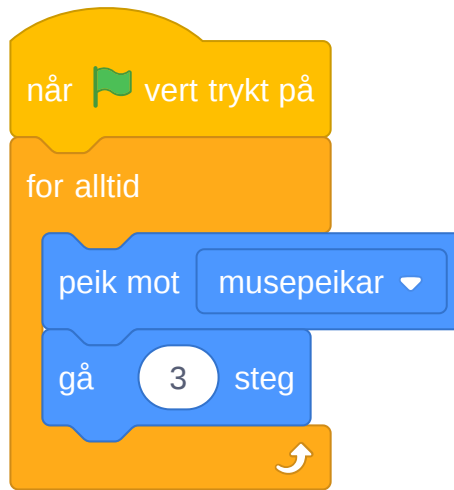 når vert trykt på
for alltid
peik mot musepeikar
gå 3 steg